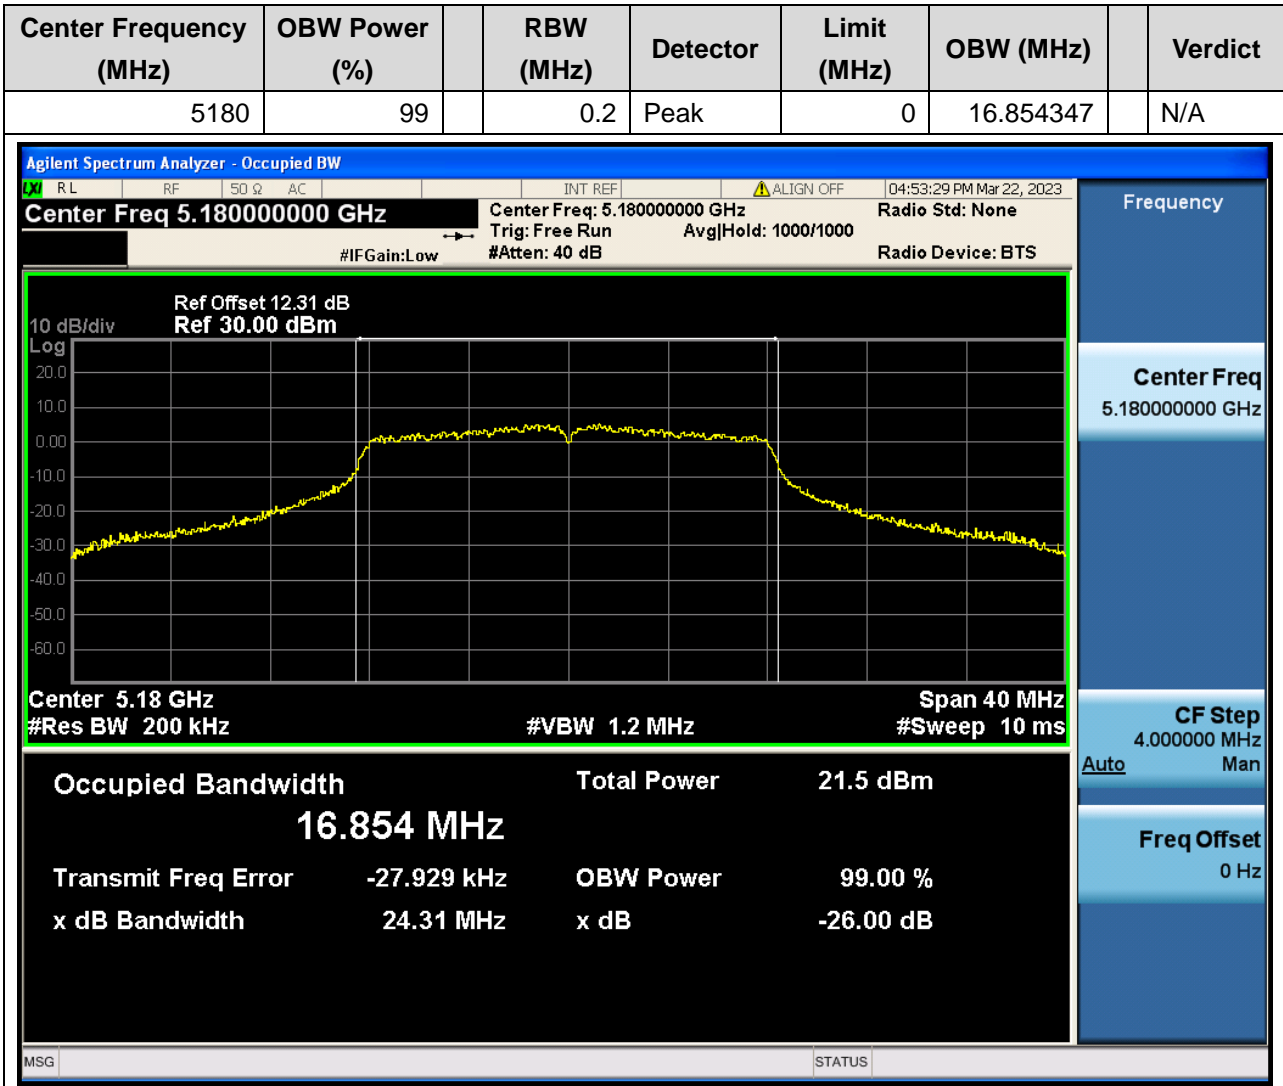 Center Frequency (MHz) OBW Power (%) RBW (MHz) Detector Limit (MHz) OBW (MHz) Verdict
5180 99 0.2 Peak 0 16.854347 N/A
Agilent Spectrum Analyzer - Occupied BW
LXI RL RF 50 Ω AC INT REF ALIGN OFF 04:53:29 PM Mar 22, 2023
Center Freq 5.180000000 GHz
Center Freq: 5.180000000 GHz Radio Std: None
Trig: Free Run Avg|Hold: 1000/1000
#IFGain:Low #Atten: 40 dB Radio Device: BTS
Ref Offset 12.31 dB
10 dB/div Ref 30.00 dBm
Log
20.0
10.0
0.00
-10.0
-20.0
-30.0
-40.0
-50.0
-60.0
Center 5.18 GHz Span 40 MHz
#Res BW 200 kHz #VBW 1.2 MHz #Sweep 10 ms
Occupied Bandwidth Total Power 21.5 dBm
16.854 MHz
Transmit Freq Error -27.929 kHz OBW Power 99.00 %
x dB Bandwidth 24.31 MHz x dB -26.00 dB
Frequency
Center Freq
5.180000000 GHz
CF Step
4.000000 MHz
Auto Man
Freq Offset
0 Hz
MSG STATUS